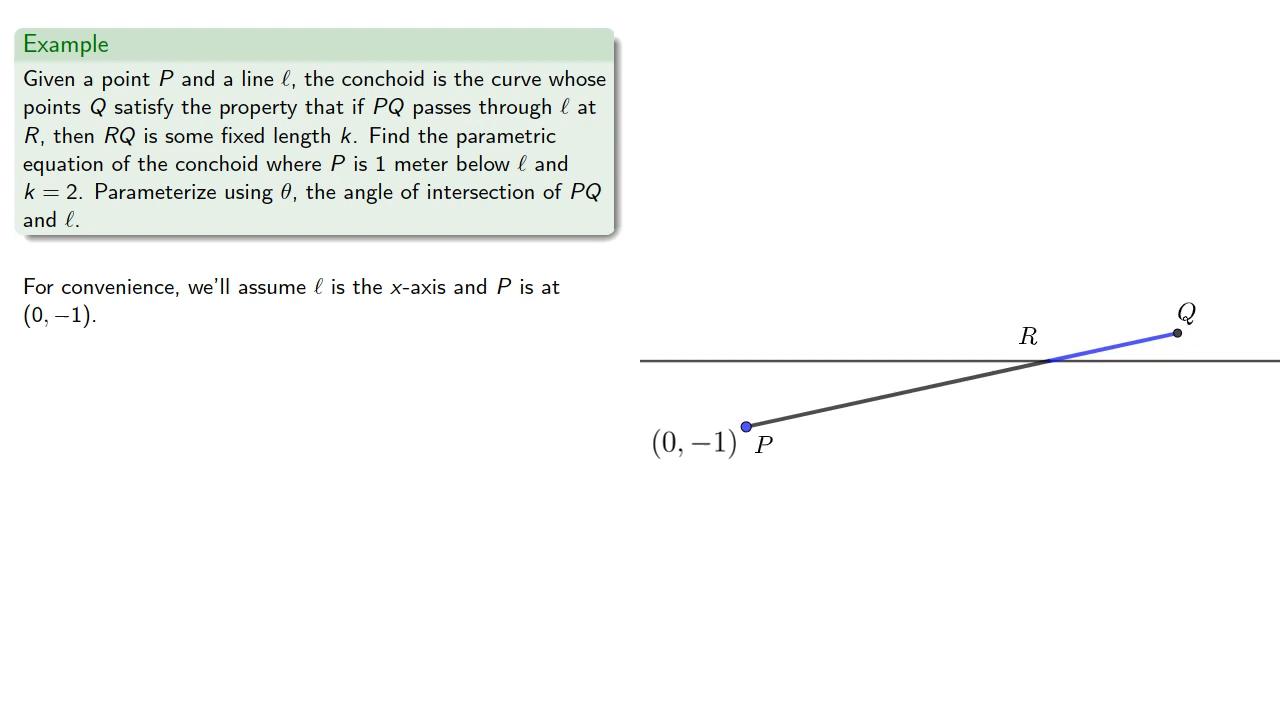 Example
Given a point P and a line ℓ, the conchoid is the curve whose
points Q satisfy the property that if PQ passes through ℓ at
R, then RQ is some fixed length k. Find the parametric
equation of the conchoid where P is 1 meter below ℓ and
k = 2. Parameterize using θ, the angle of intersection of PQ
and ℓ.
For convenience, we'll assume ℓ is the x-axis and P is at
(0, −1).
Q
R
(0, −1)
P